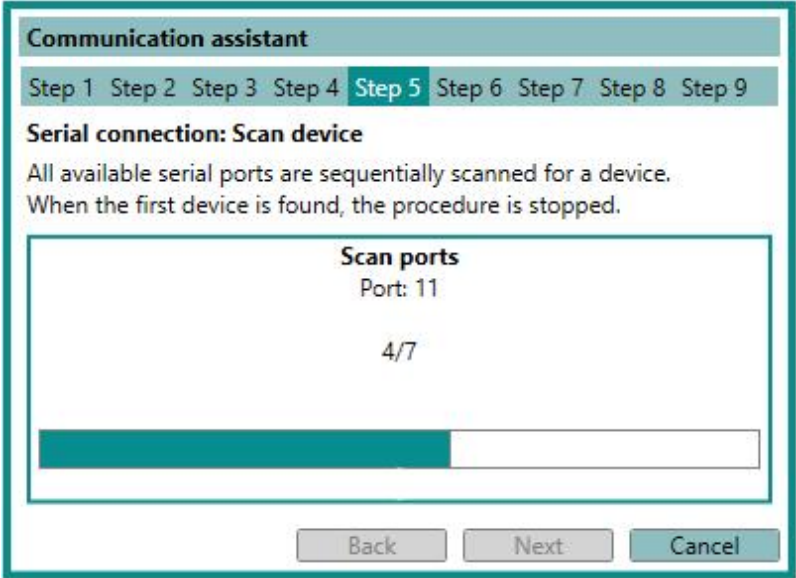 Communication assistant
Step 1 Step 2 Step 3 Step 4 Step 5 Step 6 Step 7 Step 8 Step 9
Serial connection: Scan device
All available serial ports are sequentially scanned for a device.
When the first device is found, the procedure is stopped.
Scan ports
Port: 11
4/7
Back Next Cancel